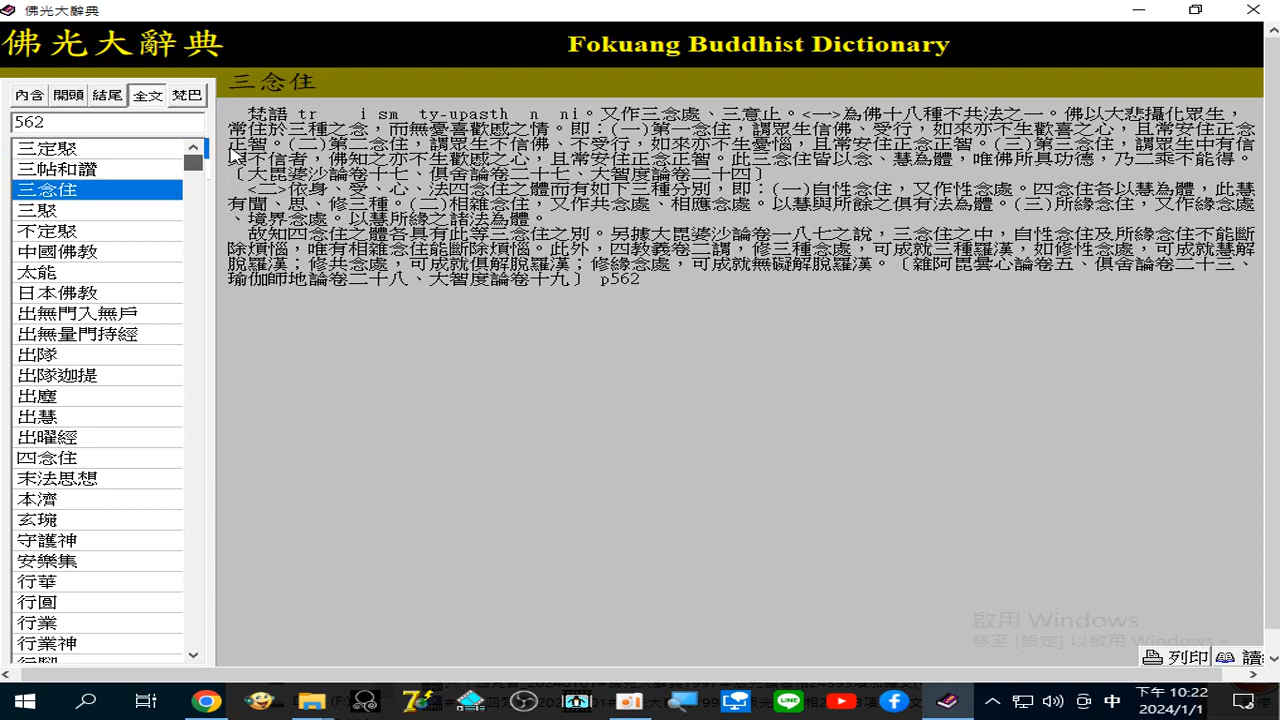 佛光大辭典
佛光大辭典
Fokuang Buddhist Dictionary
三念住
內含 開頭 結尾 全文 梵巴
562
三定聚
三帖和讚
三念住
三聚
不定聚
中國佛教
太能
日本佛教
出無門入無戶
出無量門持經
出隊
出隊迦提
出塵
出慧
出曜經
四念住
末法思想
本濟
玄琬
守護神
安樂集
行華
行圓
行業
行業神
梵語 tr i sm ty-upasth n ni。又作三念處、三意止。<一>為佛十八種不共法之一。佛以大悲攝化眾生，
常住於三種之念，而無憂喜歡慼之情。即：(一)第一念住，謂眾生信佛、受行，如來亦不生歡喜之心，且常安住正念
正智。(二)第二念住，謂眾生不信佛、不受行，如來亦不生憂惱，且常安住正念正智。(三)第三念住，謂眾生中有信
與不信者，佛知之亦不生歡慼之心，且常安住正念正智。此三念住皆以念、慧為體，唯佛所具功德，乃二乘不能得。
〔大毘婆沙論卷十七、俱舍論卷二十七、大智度論卷二十四〕
<二>依身、受、心、法四念住之體而有如下三種分別，即：(一)自性念住，又作性念處。四念住各以慧為體，此慧
有聞、思、修三種。(二)相雜念住，又作共念處、相應念處。以慧與所餘之俱有法為體。(三)所緣念住，又作緣念處
、境界念處。以慧所緣之諸法為體。
故知四念住之體各具有此等三念住之別。另據大毘婆沙論卷一八七之說，三念住之中，自性念住及所緣念住不能斷
除煩惱，唯有相雜念住能斷除煩惱。此外，四教義卷二謂，修三種念處，可成就三種羅漢，如修性念處，可成就慧解
脫羅漢；修共念處，可成就俱解脫羅漢；修緣念處，可成就無礙解脫羅漢。〔雜阿毘曇心論卷五、俱舍論卷二十三、
瑜伽師地論卷二十八、大智度論卷十九〕 p562
啟用 Windows
移至 [設定] 以啟用 Windows。
列印 讀
中
下午 10:22
2024/1/1